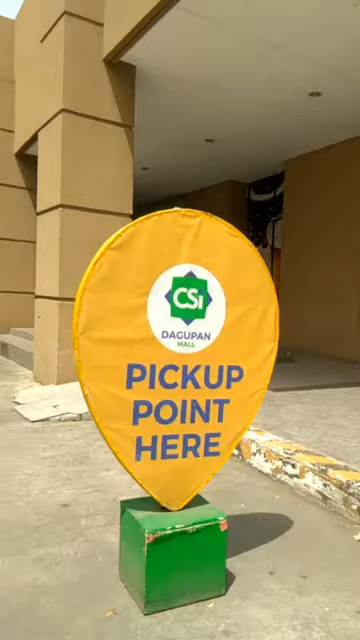 CSi
DAGUPAN
MALL
PICKUP
POINT
HERE